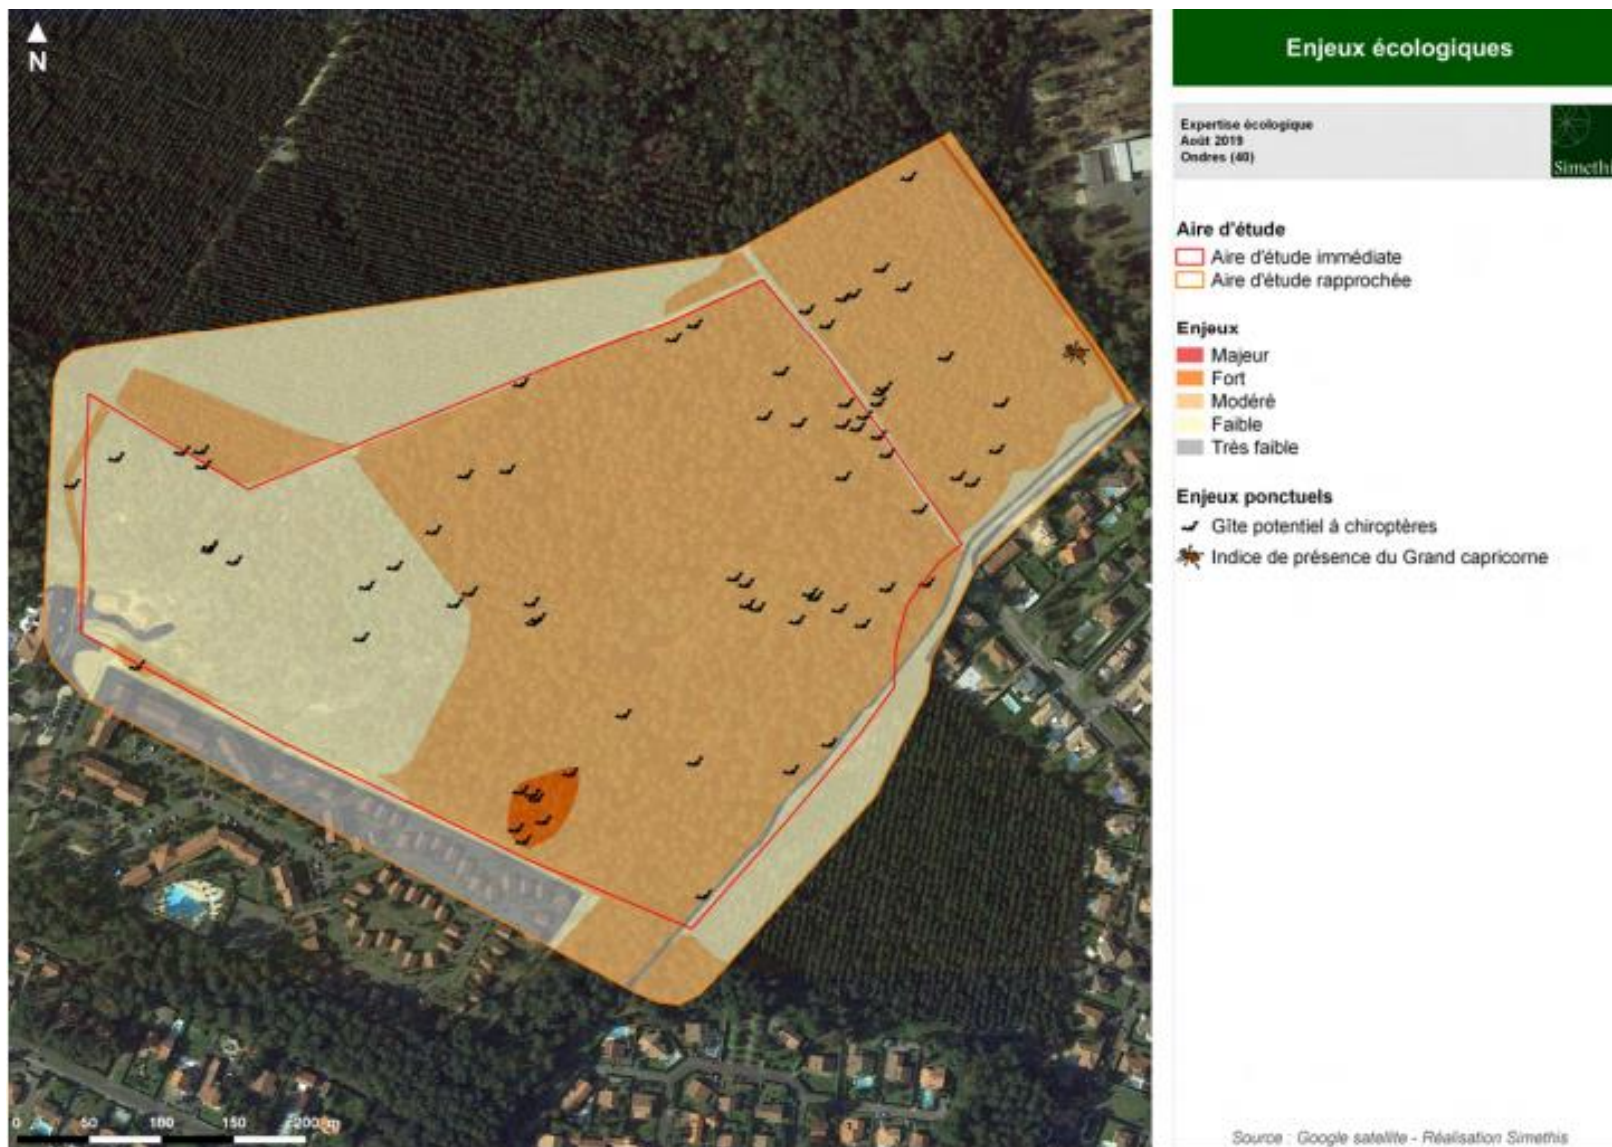 N
Enjeux écologiques
Expertise écologique
Août 2019
Ondres (40)
Simethis
Aire d'étude
Aire d'étude immédiate
Aire d'étude rapprochée
Enjeux
Majeur
Fort
Modéré
Faible
Très faible
Enjeux ponctuels
Gîte potentiel à chiroptères
Indice de présence du Grand capricorne
0 50 100 150 200 m
Source : Google satellite - Réalisation Simethis